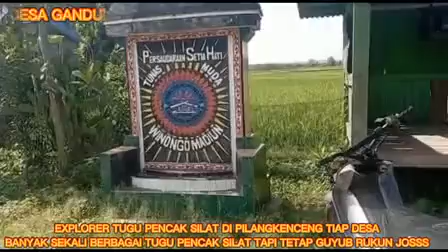 ESA GANDU
PERSAUDARAAN SETIA HATI
TUNAS MUDA
WINONGO MADIUN
EXPLORER TUGU PENCAK SILAT DI PILANGKENCENG TIAP DESA
BANYAK SEKALI BERBAGAI TUGU PENCAK SILAT TAPI TETAP GUYUB RUKUN JOSSS